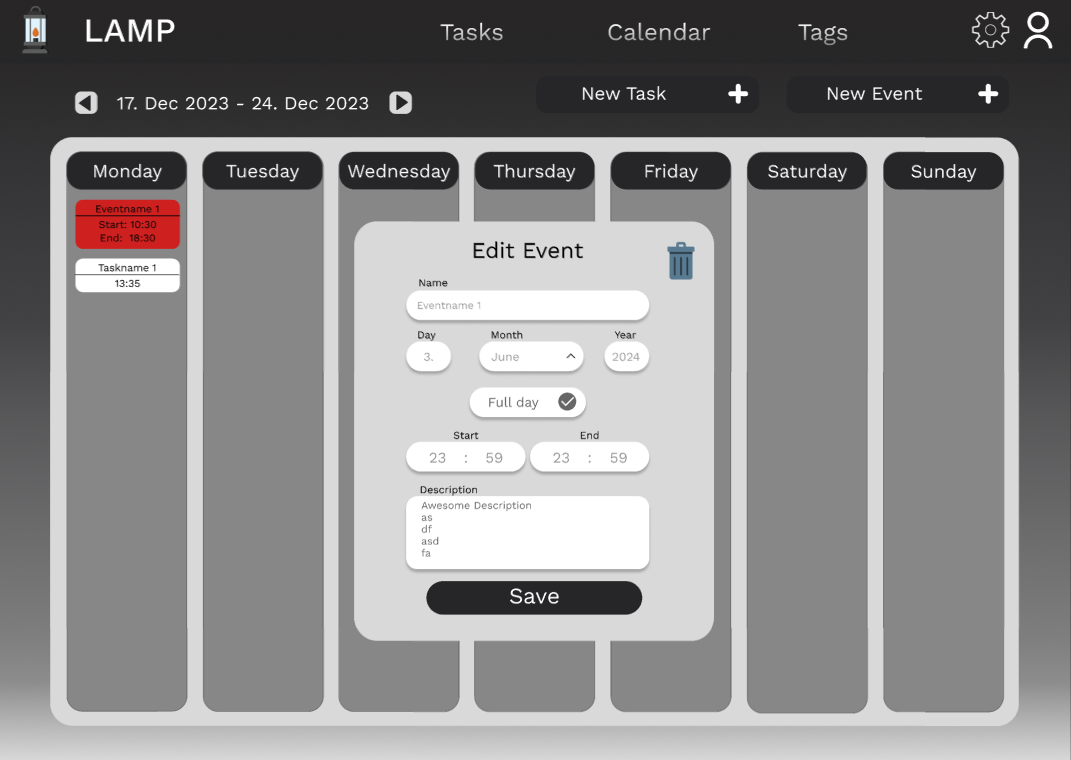 LAMP
Tasks
Calendar
Tags
17. Dec 2023 - 24. Dec 2023
New Task
New Event
Monday
Tuesday
Wednesday
Thursday
Friday
Saturday
Sunday
Eventname 1
Start: 10:30
End: 18:30
Taskname 1
13:35
Edit Event
Name
Eventname 1
Day
Month
Year
3.
June
2024
Full day
Start
End
23 : 59
23 : 59
Description
Awesome Description
as
df
asd
fa
Save